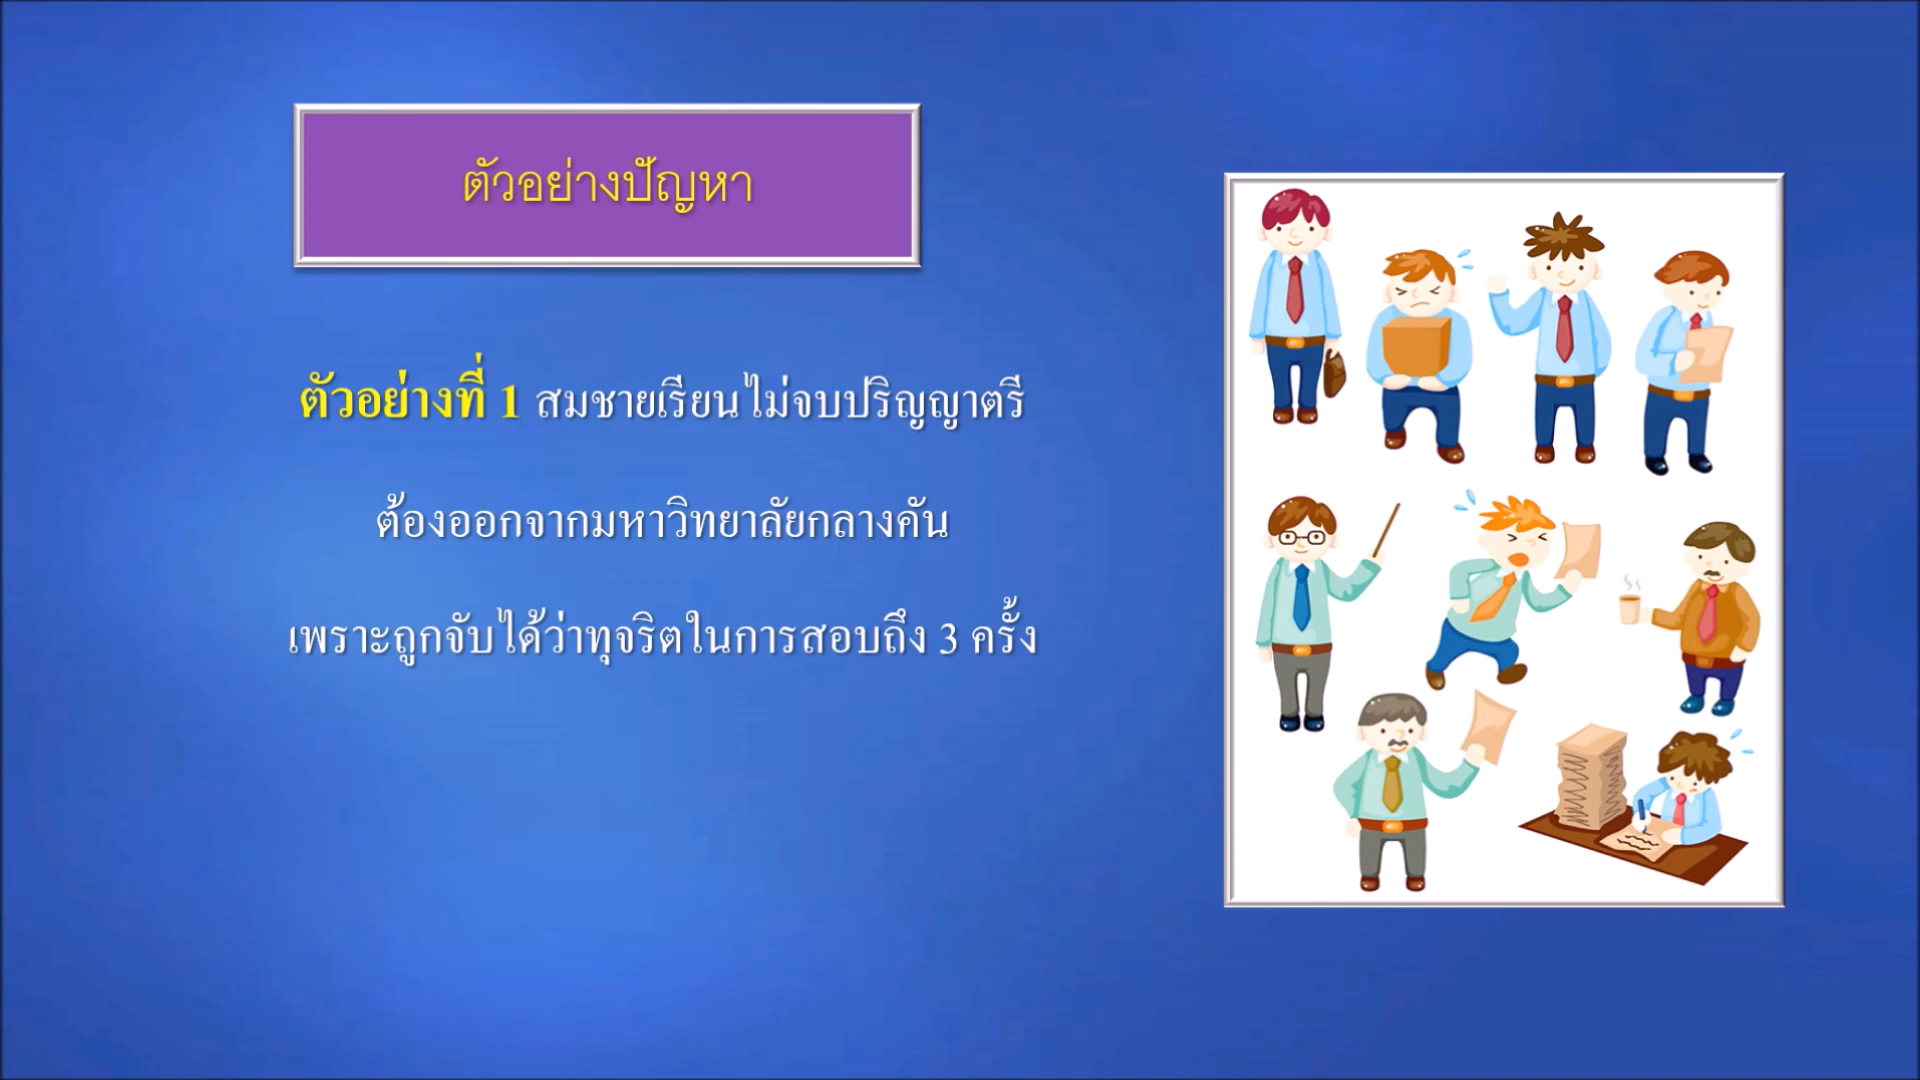 ตัวอย่างปัญหา
ตัวอย่างที่ 1 สมชายเรียนไม่จบปริญญาตรี
ต้องออกจากมหาวิทยาลัยกลางคัน
เพราะถูกจับได้ว่าทุจริตในการสอบถึง 3 ครั้ง